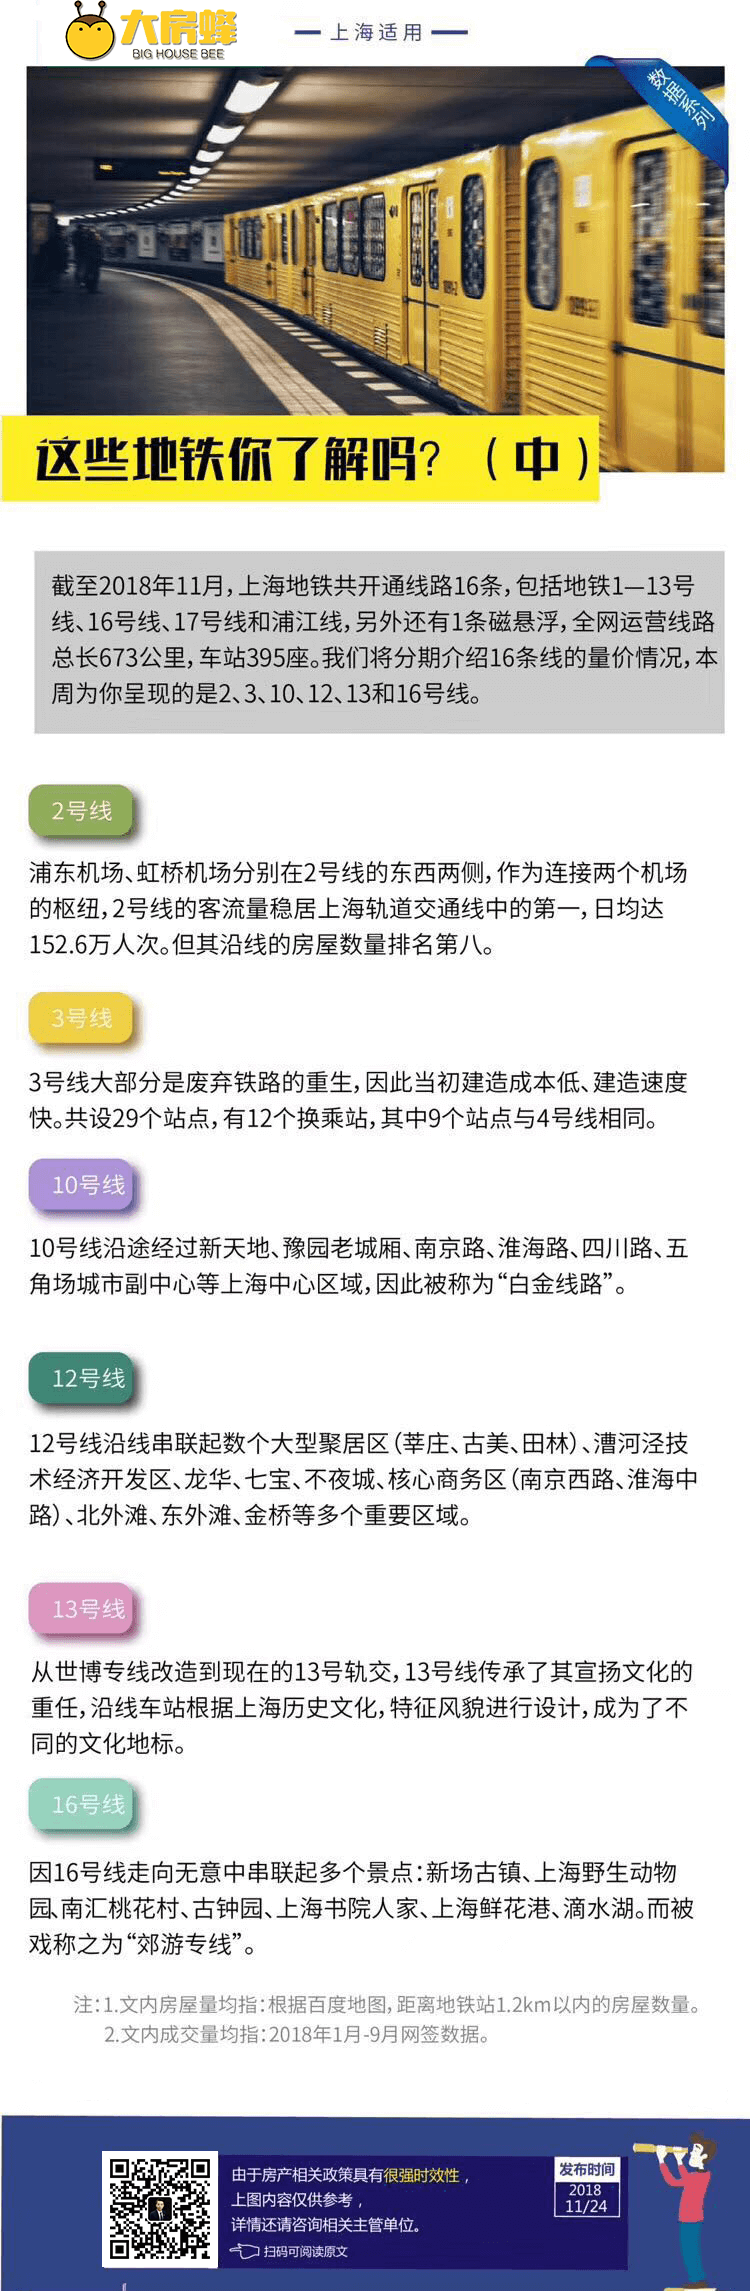 大房蜂
BIG HOUSE BEE
上海适用
数据系列
这些地铁你了解吗？（中）
截至2018年11月，上海地铁共开通线路16条，包括地铁1—13号
线、16号线、17号线和浦江线，另外还有1条磁悬浮，全网运营线路
总长673公里，车站395座。我们将分期介绍16条线的量价情况，本
周为你呈现的是2、3、10、12、13和16号线。
2号线
浦东机场、虹桥机场分别在2号线的东西两侧，作为连接两个机场
的枢纽，2号线的客流量稳居上海轨道交通线中的第一，日均达
152.6万人次。但其沿线的房屋数量排名第八。
3号线
3号线大部分是废弃铁路的重生，因此当初建造成本低、建造速度
快。共设29个站点，有12个换乘站，其中9个站点与4号线相同。
10号线
10号线沿途经过新天地、豫园老城厢、南京路、淮海路、四川路、五
角场城市副中心等上海中心区域，因此被称为“白金线路”。
12号线
12号线沿线串联起数个大型聚居区（莘庄、古美、田林）、漕河泾技
术经济开发区、龙华、七宝、不夜城、核心商务区（南京西路、淮海中
路）、北外滩、东外滩、金桥等多个重要区域。
13号线
从世博专线改造到现在的13号轨交，13号线传承了其宣扬文化的
重任，沿线车站根据上海历史文化，特征风貌进行设计，成为了不
同的文化地标。
16号线
因16号线走向无意中串联起多个景点：新场古镇、上海野生动物
园、南汇桃花村、古钟园、上海书院人家、上海鲜花港、滴水湖。而被
戏称之为“郊游专线”。
注：1.文内房屋量均指：根据百度地图，距离地铁站1.2km以内的房屋数量。
2.文内成交量均指：2018年1月-9月网签数据。
由于房产相关政策具有很强时效性，
上图内容仅供参考，
详情还请咨询相关主管单位。
扫码可阅读原文
发布时间
2018
11/24